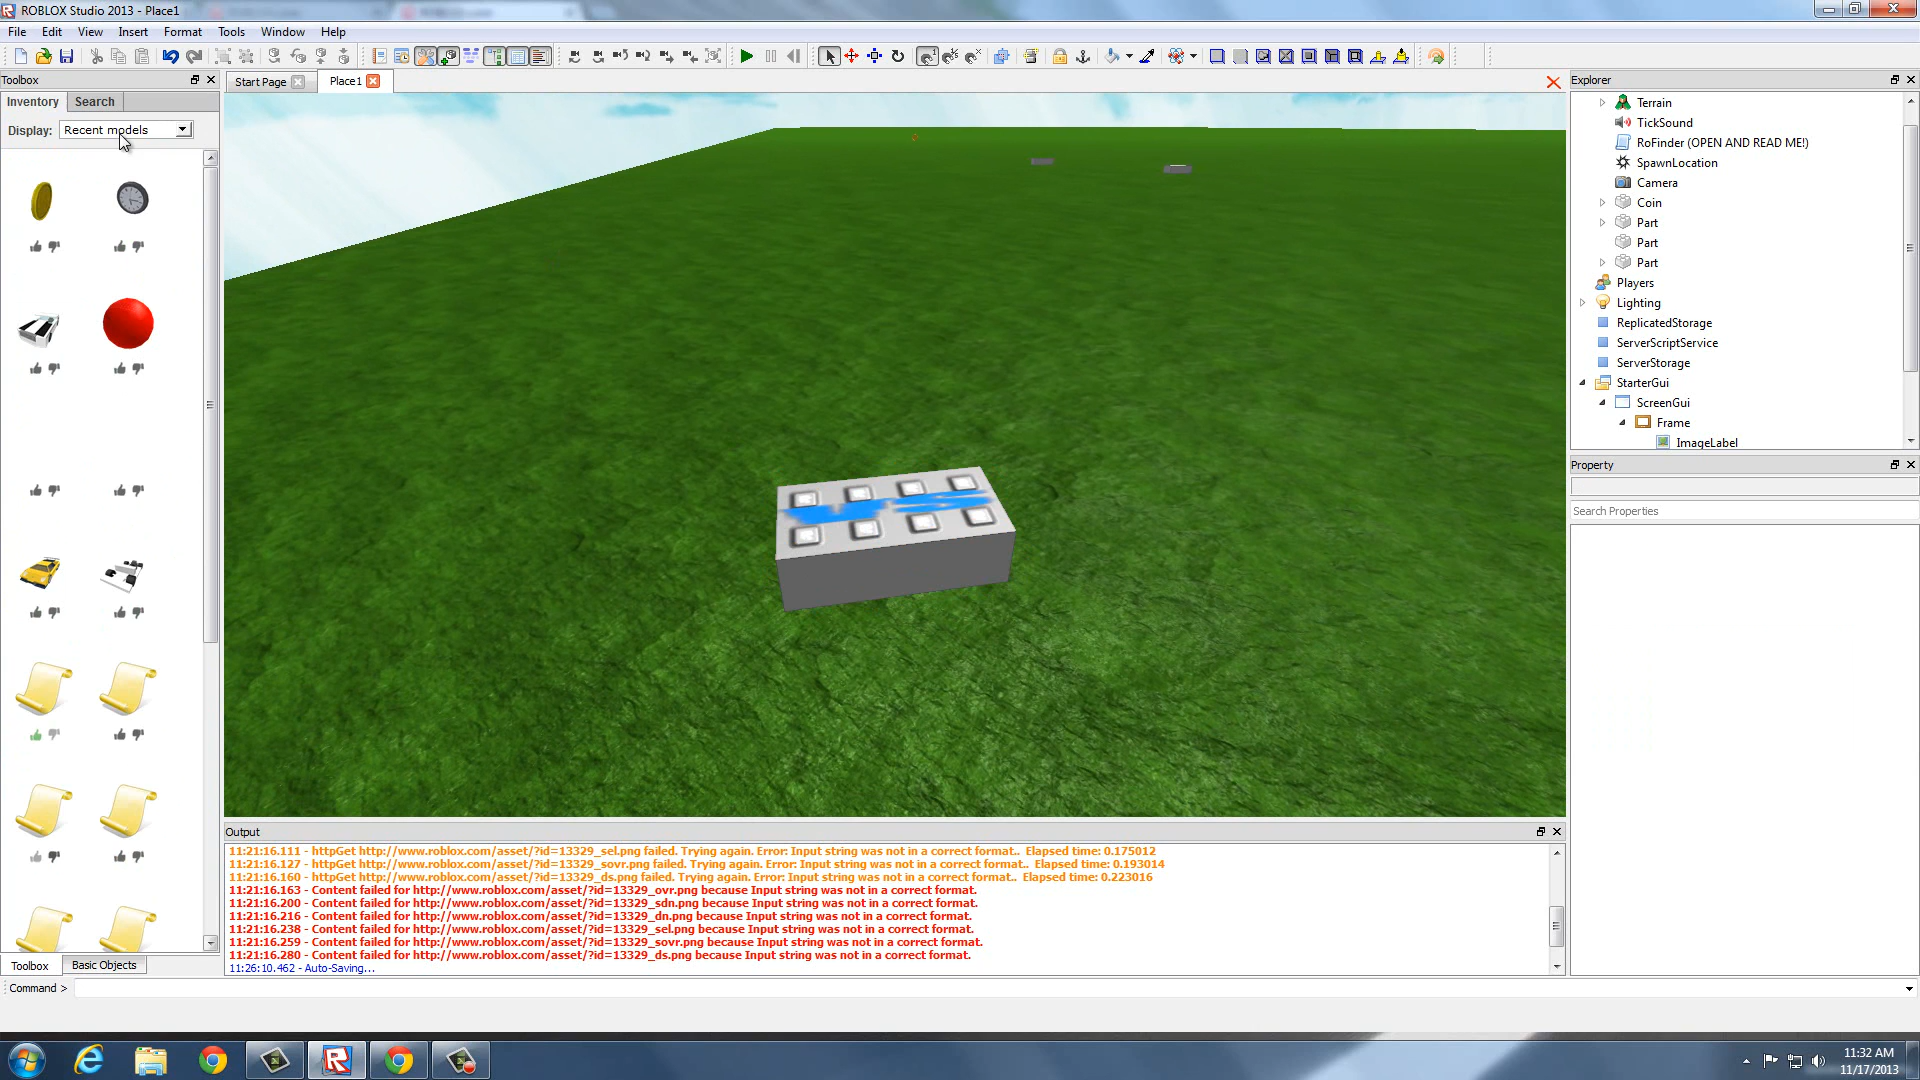 ROBLOX Studio 2013 - Place1
File Edit View Insert Format Tools Window Help
Toolbox
Start Page
Place1
Explorer
Inventory Search
Display: Recent models
Terrain
TickSound
RoFinder (OPEN AND READ ME!)
SpawnLocation
Camera
Coin
Part
Part
Part
Players
Lighting
ReplicatedStorage
ServerScriptService
ServerStorage
StarterGui
ScreenGui
Frame
ImageLabel
Property
Search Properties
Output
11:21:16.111 - httpGet http://www.roblox.com/asset/?id=13329_sel.png failed. Trying again. Error: Input string was not in a correct format.. Elapsed time: 0.175012
11:21:16.127 - httpGet http://www.roblox.com/asset/?id=13329_sovr.png failed. Trying again. Error: Input string was not in a correct format.. Elapsed time: 0.193014
11:21:16.160 - httpGet http://www.roblox.com/asset/?id=13329_ds.png failed. Trying again. Error: Input string was not in a correct format.. Elapsed time: 0.223016
11:21:16.163 - Content failed for http://www.roblox.com/asset/?id=13329_ovr.png because Input string was not in a correct format.
11:21:16.200 - Content failed for http://www.roblox.com/asset/?id=13329_sdn.png because Input string was not in a correct format.
11:21:16.216 - Content failed for http://www.roblox.com/asset/?id=13329_dn.png because Input string was not in a correct format.
11:21:16.238 - Content failed for http://www.roblox.com/asset/?id=13329_sel.png because Input string was not in a correct format.
11:21:16.259 - Content failed for http://www.roblox.com/asset/?id=13329_sovr.png because Input string was not in a correct format.
11:21:16.280 - Content failed for http://www.roblox.com/asset/?id=13329_ds.png because Input string was not in a correct format.
11:26:10.462 - Auto-Saving...
Toolbox Basic Objects
Command >
11:32 AM
11/17/2013